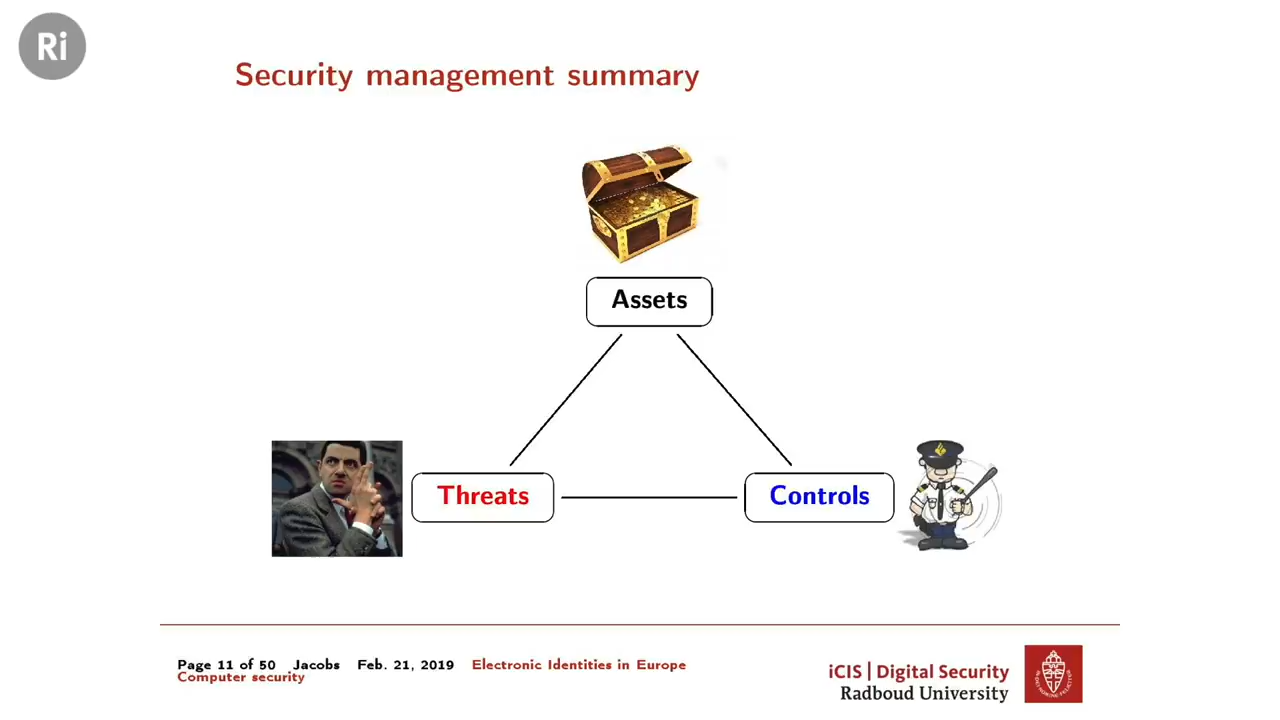 Ri
Security management summary
Assets
Threats
Controls
Page 11 of 50 Jacobs Feb. 21, 2019 Electronic Identities in Europe
Computer security
iCIS | Digital Security
Radboud University